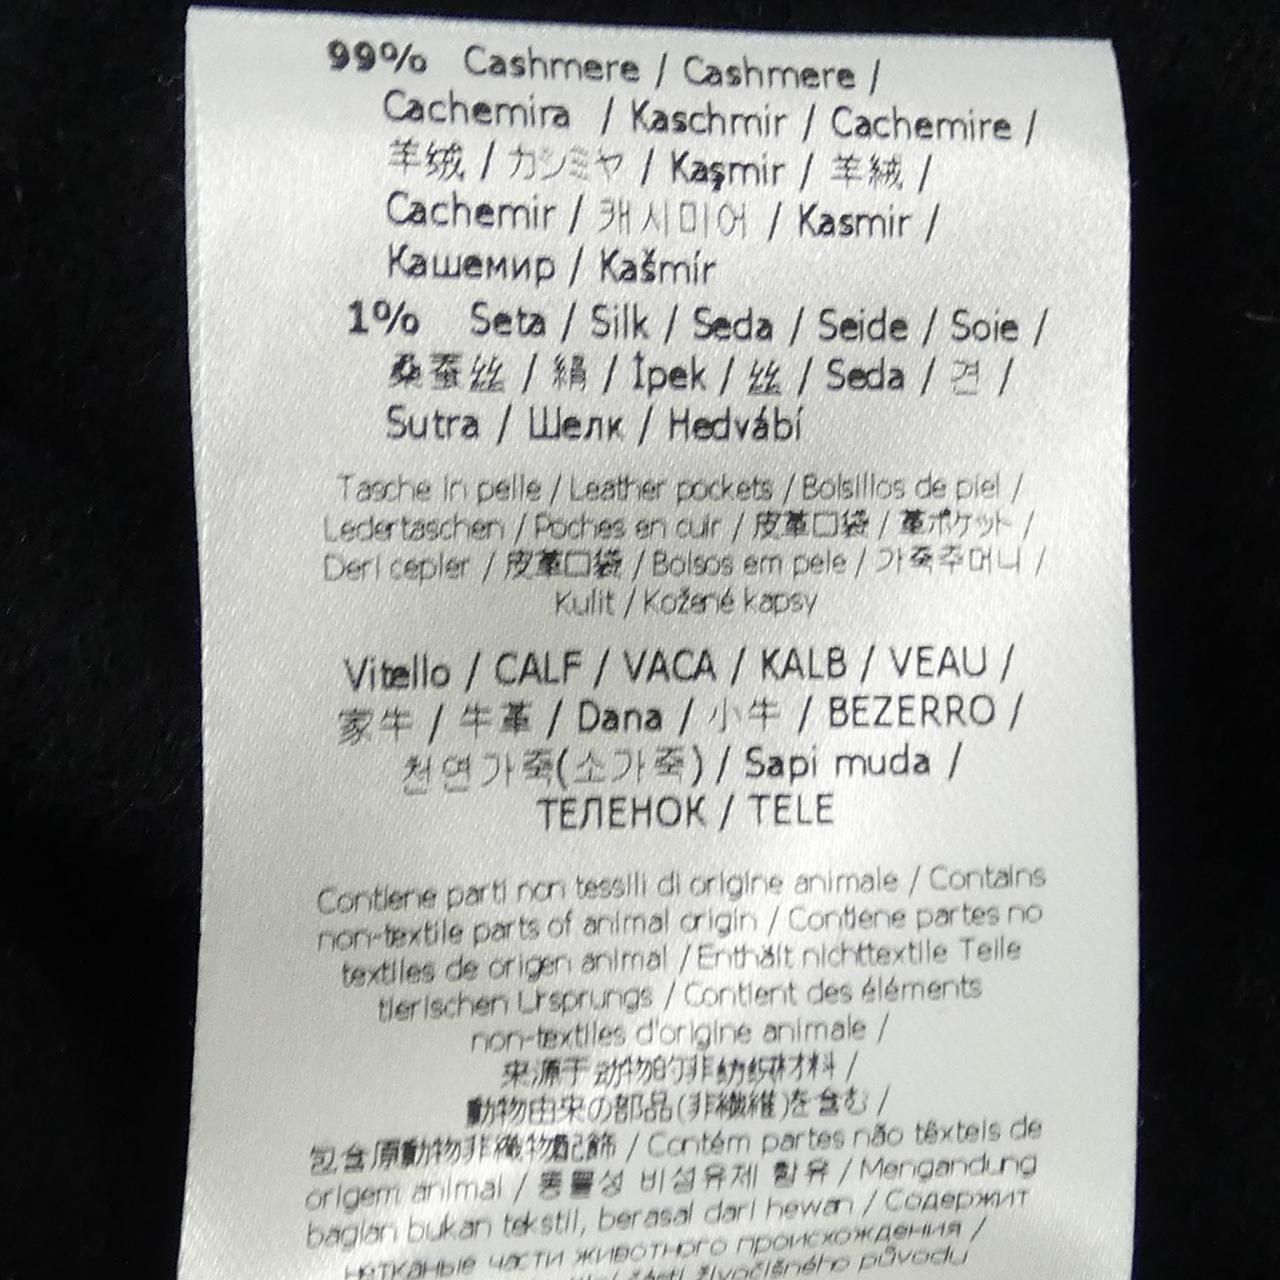 99% Cashmere / Cashmere /
Cachemira / Kaschmir / Cachemire /
羊绒 / カシミヤ / Kaşmir / 羊絨 /
Cachemir / 캐시미어 / Kasmir /
Кашемир / Kašmír
1% Seta / Silk / Seda / Seide / Soie /
桑蚕丝 / 絹 / İpek / 丝 / Seda / 견 /
Sutra / Шелк / Hedvábí
Tasche in pelle / Leather pockets / Bolsillos de piel /
Ledertaschen / Poches en cuir / 皮革口袋 / 革ポケット /
Deri cepler / 皮革口袋 / Bolsos em pele / 가죽주머니 /
Kulit / Kožené kapsy
Vitello / CALF / VACA / KALB / VEAU /
家牛 / 牛革 / Dana / 小牛 / BEZERRO /
천연가죽(소가죽) / Sapi muda /
ТЕЛЕНОК / TELE
Contiene parti non tessili di origine animale / Contains
non-textile parts of animal origin / Contiene partes no
textiles de origen animal / Enthält nichttextile Teile
tierischen Ursprungs / Contient des éléments
non-textiles d'origine animale /
来源于动物的非纺织材料 /
動物由来の部品(非繊維)を含む /
包含原動物非織物配飾 / Contém partes não têxteis de
origem animal / 동물성 비섬유제 함유 / Mengandung
bagian bukan tekstil, berasal dari hewan / Содержит
нетканые части животного происхождения /
části živočišného původu